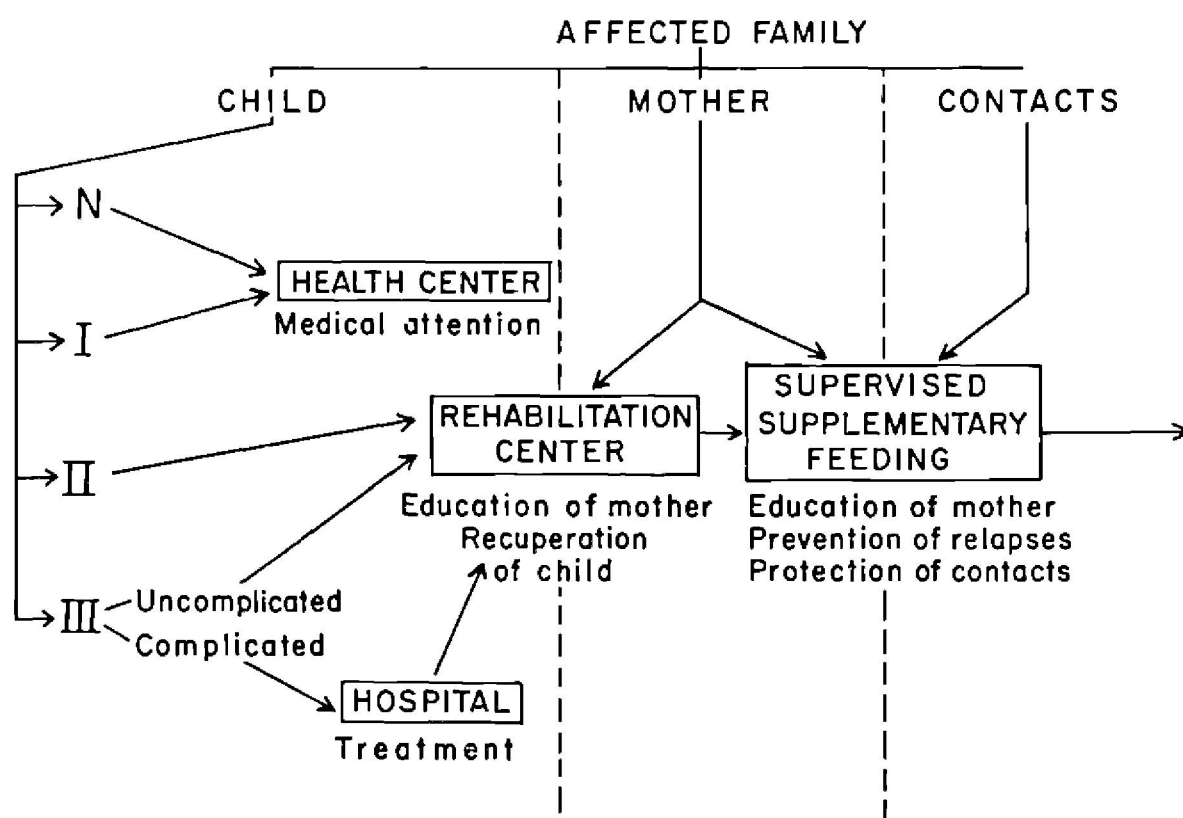 AFFECTED FAMILY
CHILD
MOTHER
CONTACTS
N
HEALTH CENTER
Medical attention
I
SUPERVISED
SUPPLEMENTARY
FEEDING
REHABILITATION
CENTER
II
Education of mother
Recuperation
of child
Education of mother
Prevention of relapses
Protection of contacts
III
Uncomplicated
Complicated
HOSPITAL
Treatment